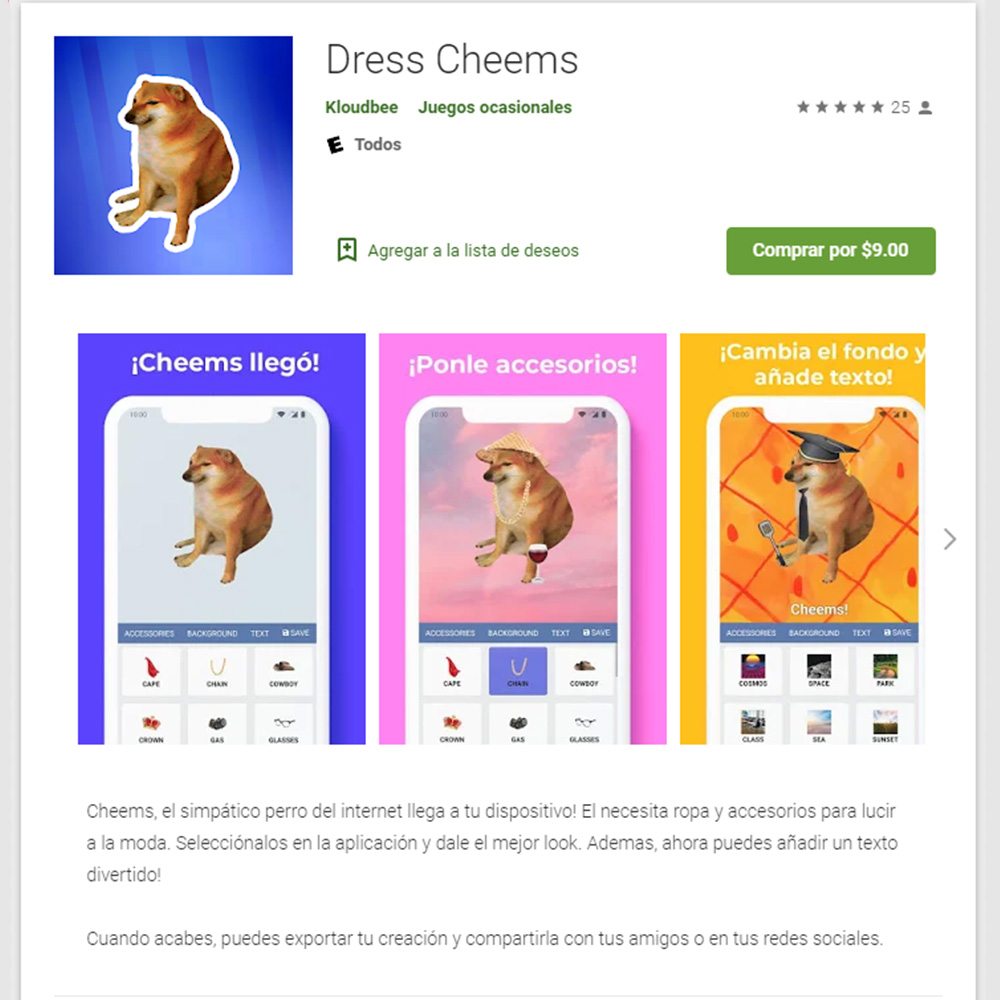 Dress Cheems
Kloudbee Juegos ocasionales
25
E Todos
Agregar a la lista de deseos
Comprar por $9.00
¡Cheems llegó!
10:00
ACCESSORIES BACKGROUND TEXT SAVE
CAPE CHAIN COWBOY
CROWN GAS GLASSES
¡Ponle accesorios!
10:00
ACCESSORIES BACKGROUND TEXT SAVE
CAPE CHAIN COWBOY
CROWN GAS GLASSES
¡Cambia el fondo y
añade texto!
10:00
Cheems!
ACCESSORIES BACKGROUND TEXT SAVE
COSMOS SPACE PARK
CLASS SEA SUNSET
Cheems, el simpático perro del internet llega a tu dispositivo! El necesita ropa y accesorios para lucir
a la moda. Selecciónalos en la aplicación y dale el mejor look. Ademas, ahora puedes añadir un texto
divertido!
Cuando acabes, puedes exportar tu creación y compartirla con tus amigos o en tus redes sociales.